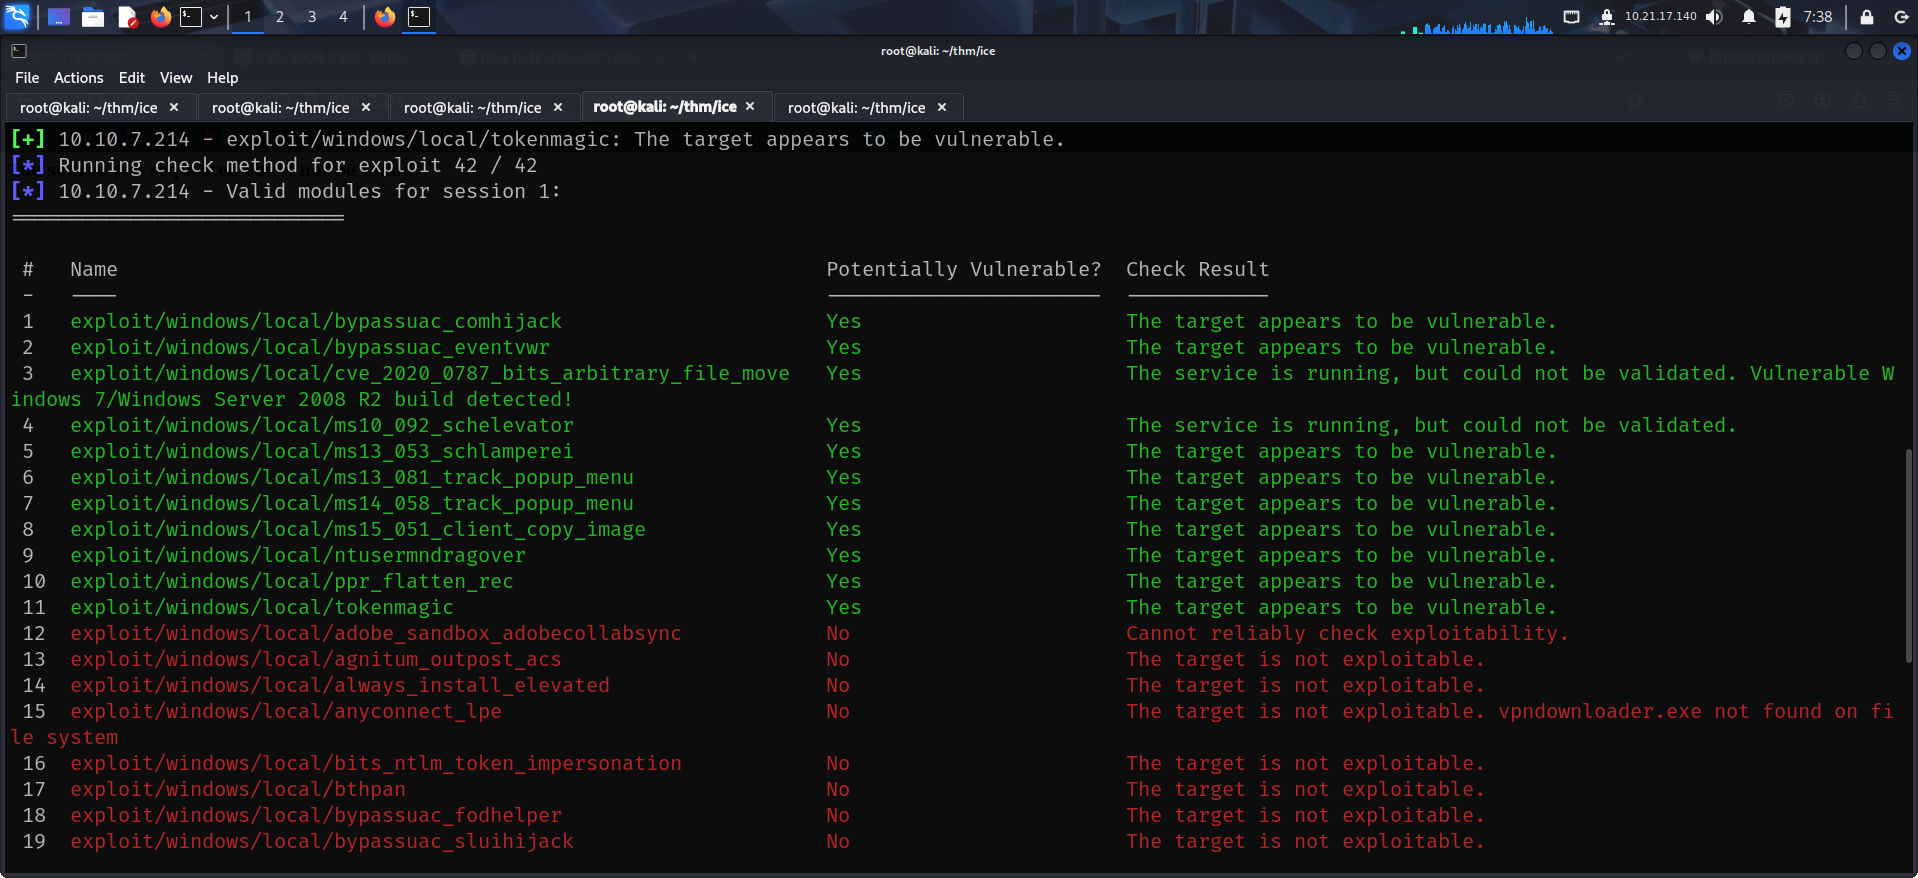 1 2 3 4 10.21.17.140 7:38
root@kali: ~/thm/ice
File Actions Edit View Help
root@kali: ~/thm/ice × root@kali: ~/thm/ice × root@kali: ~/thm/ice × root@kali: ~/thm/ice × root@kali: ~/thm/ice ×
[+] 10.10.7.214 - exploit/windows/local/tokenmagic: The target appears to be vulnerable.
[*] Running check method for exploit 42 / 42
[*] 10.10.7.214 - Valid modules for session 1:
============================
# Name Potentially Vulnerable? Check Result
- ---- ----------------------- ------------
1 exploit/windows/local/bypassuac_comhijack Yes The target appears to be vulnerable.
2 exploit/windows/local/bypassuac_eventvwr Yes The target appears to be vulnerable.
3 exploit/windows/local/cve_2020_0787_bits_arbitrary_file_move Yes The service is running, but could not be validated. Vulnerable W
indows 7/Windows Server 2008 R2 build detected!
4 exploit/windows/local/ms10_092_schelevator Yes The service is running, but could not be validated.
5 exploit/windows/local/ms13_053_schlamperei Yes The target appears to be vulnerable.
6 exploit/windows/local/ms13_081_track_popup_menu Yes The target appears to be vulnerable.
7 exploit/windows/local/ms14_058_track_popup_menu Yes The target appears to be vulnerable.
8 exploit/windows/local/ms15_051_client_copy_image Yes The target appears to be vulnerable.
9 exploit/windows/local/ntusermndragover Yes The target appears to be vulnerable.
10 exploit/windows/local/ppr_flatten_rec Yes The target appears to be vulnerable.
11 exploit/windows/local/tokenmagic Yes The target appears to be vulnerable.
12 exploit/windows/local/adobe_sandbox_adobecollabsync No Cannot reliably check exploitability.
13 exploit/windows/local/agnitum_outpost_acs No The target is not exploitable.
14 exploit/windows/local/always_install_elevated No The target is not exploitable.
15 exploit/windows/local/anyconnect_lpe No The target is not exploitable. vpndownloader.exe not found on fi
le system
16 exploit/windows/local/bits_ntlm_token_impersonation No The target is not exploitable.
17 exploit/windows/local/bthpan No The target is not exploitable.
18 exploit/windows/local/bypassuac_fodhelper No The target is not exploitable.
19 exploit/windows/local/bypassuac_sluihijack No The target is not exploitable.